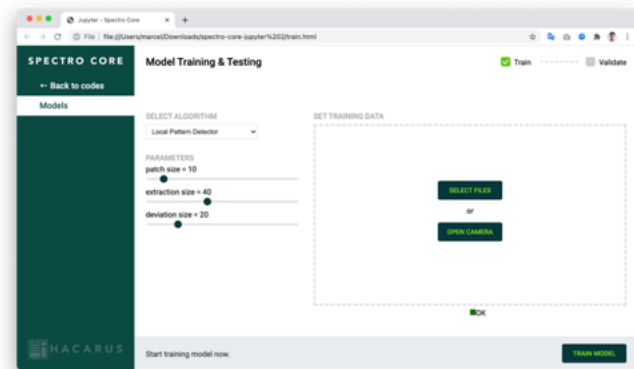 Jupyter - Spectro Core
File | file:///Users/marcel/Downloads/spectro-core-jupyter%202/train.html
SPECTRO CORE
← Back to codes
Models
Model Training & Testing
Train
Validate
SELECT ALGORITHM
Local Pattern Detector
PARAMETERS
patch size = 10
extraction size = 40
deviation size = 20
SET TRAINING DATA
SELECT FILES
or
OPEN CAMERA
OK
HACARUS
Start training model now.
TRAIN MODEL